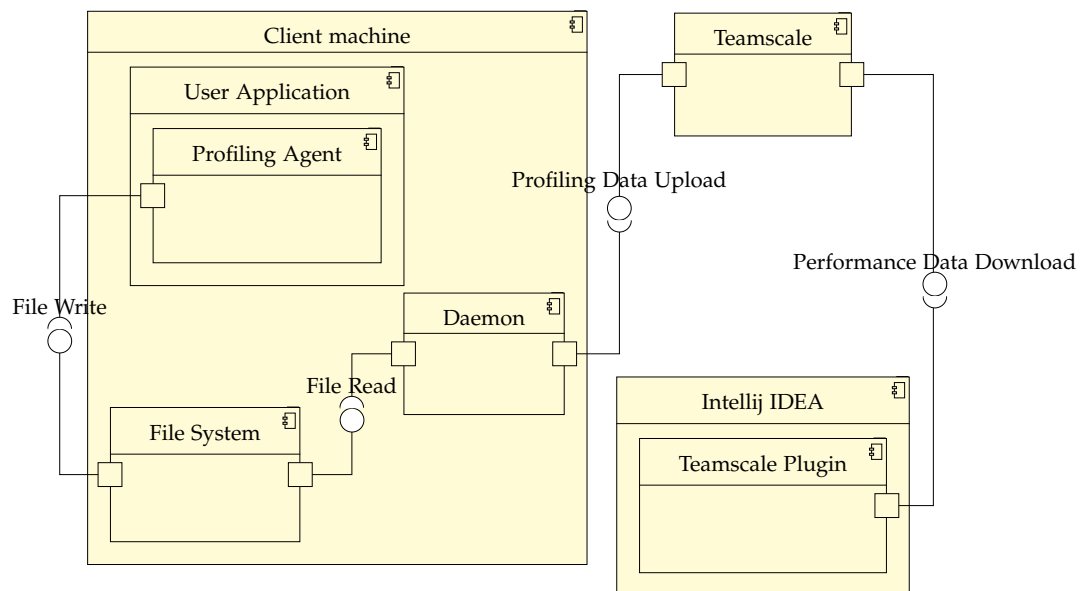 Client machine
Teamscale
User Application
Profiling Agent
Profiling Data Upload
Performance Data Download
File Write
Daemon
File Read
Intellij IDEA
File System
Teamscale Plugin